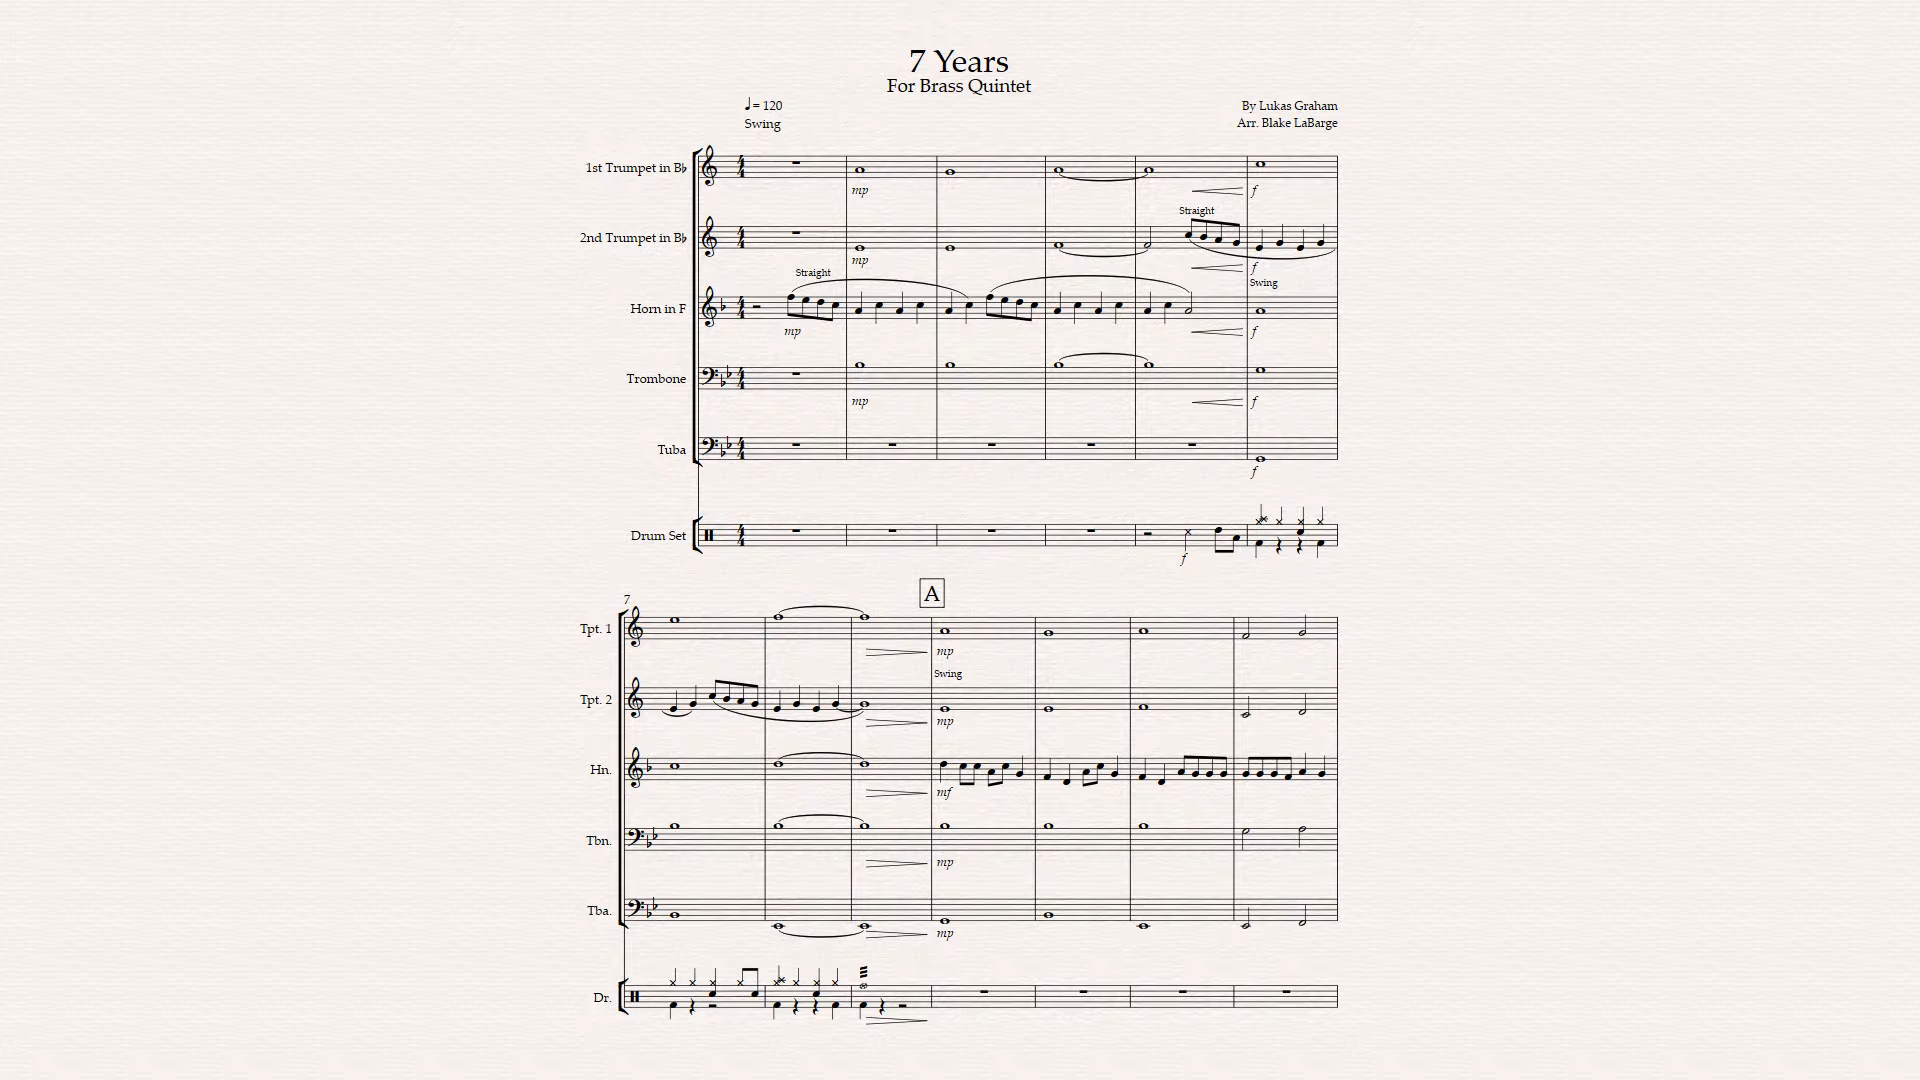 7 Years
For Brass Quintet
♩= 120
Swing
By Lukas Graham
Arr. Blake LaBarge
1st Trumpet in B♭
mp
f
Straight
2nd Trumpet in B♭
mp
f
Straight
Swing
Horn in F
mp
f
Trombone
mp
f
Tuba
f
Drum Set
f
A
7
Tpt. 1
mp
Swing
Tpt. 2
mp
Hn.
mf
Tbn.
mp
Tba.
mp
Dr.